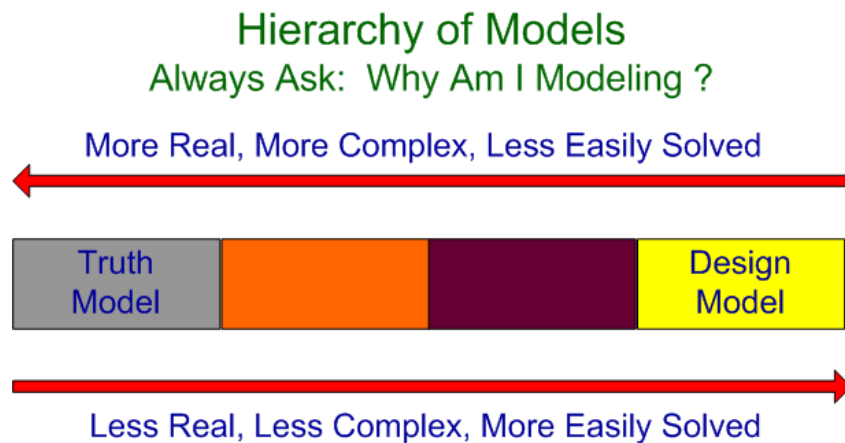 Hierarchy of Models
Always Ask: Why Am I Modeling ?
More Real, More Complex, Less Easily Solved
Truth
Model
Design
Model
Less Real, Less Complex, More Easily Solved